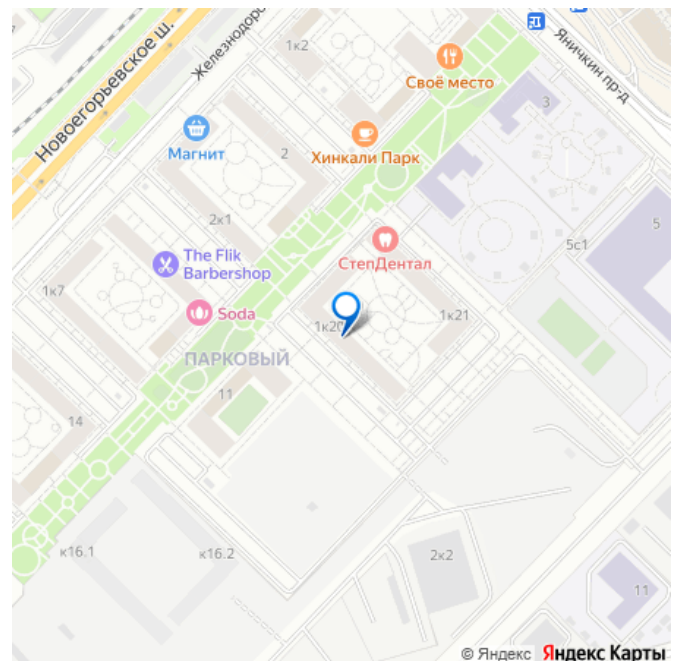 1к2
Железнодоро
Новоегорьевское ш.
Яничкин пр-д
Своё место
3
Магнит
2
Хинкали Парк
2к1
5
5с1
The Flik
Barbershop
СтепДентал
1к7
Soda
1к20
1к21
ПАРКОВЫЙ
11
14
к16.1
к16.2
2к2
11
© Яндекс Яндекс Карты